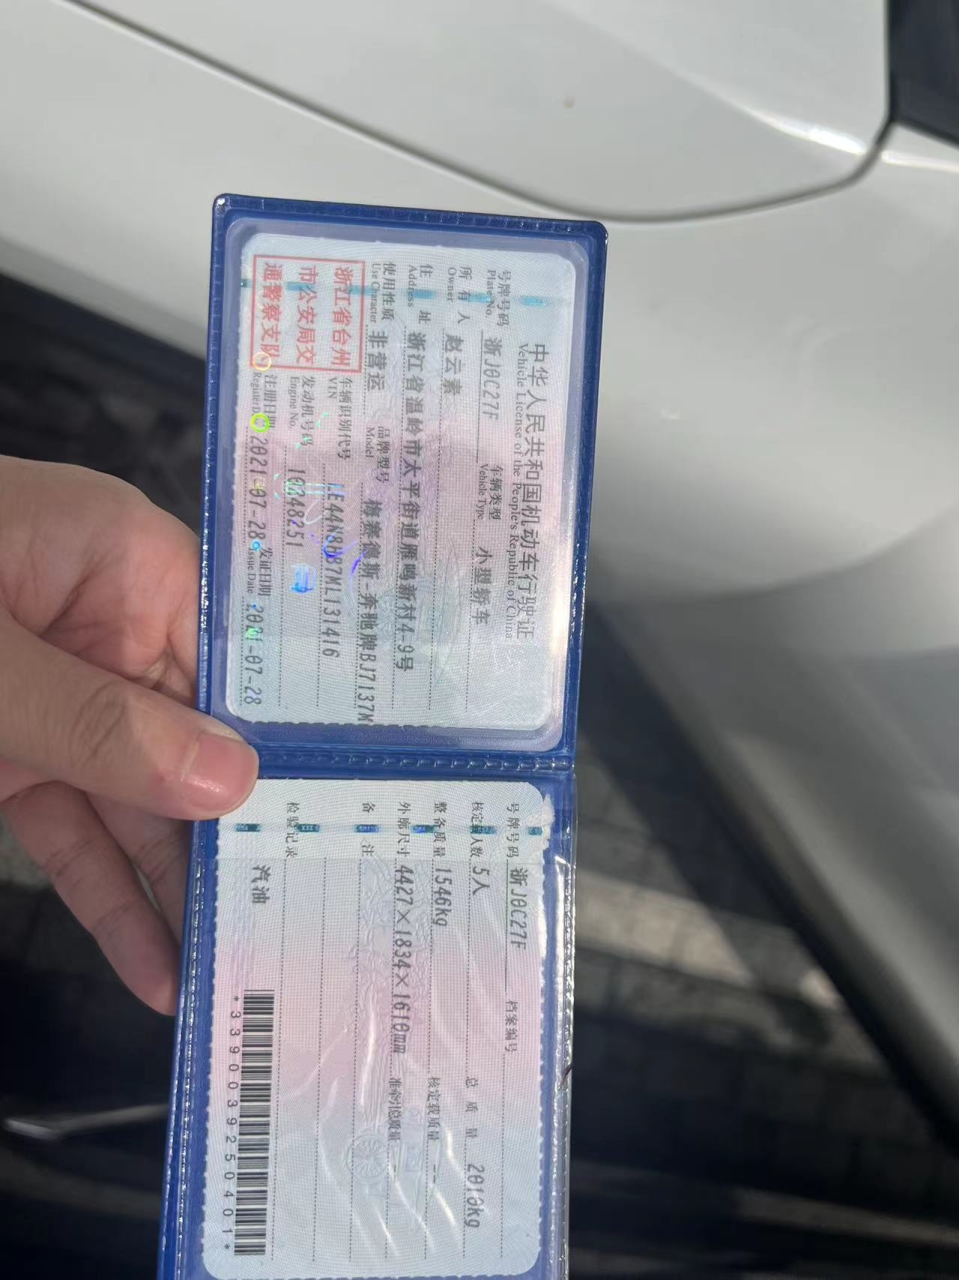 中华人民共和国机动车行驶证
Vehicle License of the People's Republic of China
号牌号码 浙J0C27F 车辆类型 小型轿车
Plate No. Vehicle Type
所有人 赵云素
Owner
住址 浙江省温岭市太平街道雁鸣新村4-9号
Address
使用性质 非营运 品牌型号 梅赛德斯-奔驰牌BJ7137M
Use Character Model
浙江省台州
市公安局交
通警察支队
车辆识别代号
VIN
发动机号码 10248251
Engine No.
注册日期 2021-07-28 发证日期 2021-07-28
Issue Date
号牌号码 浙J0C27F 档案编号
核定载人数 5人 总质量 2010kg
整备质量 1546kg 核定载质量 --
外廓尺寸 4427×1834×1610mm 准牵引总质量 --
备注
检验记录
汽油
*3390039250401*